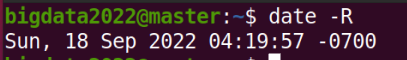 bigdata2022@master:~$ date -R
Sun, 18 Sep 2022 04:19:57 -0700